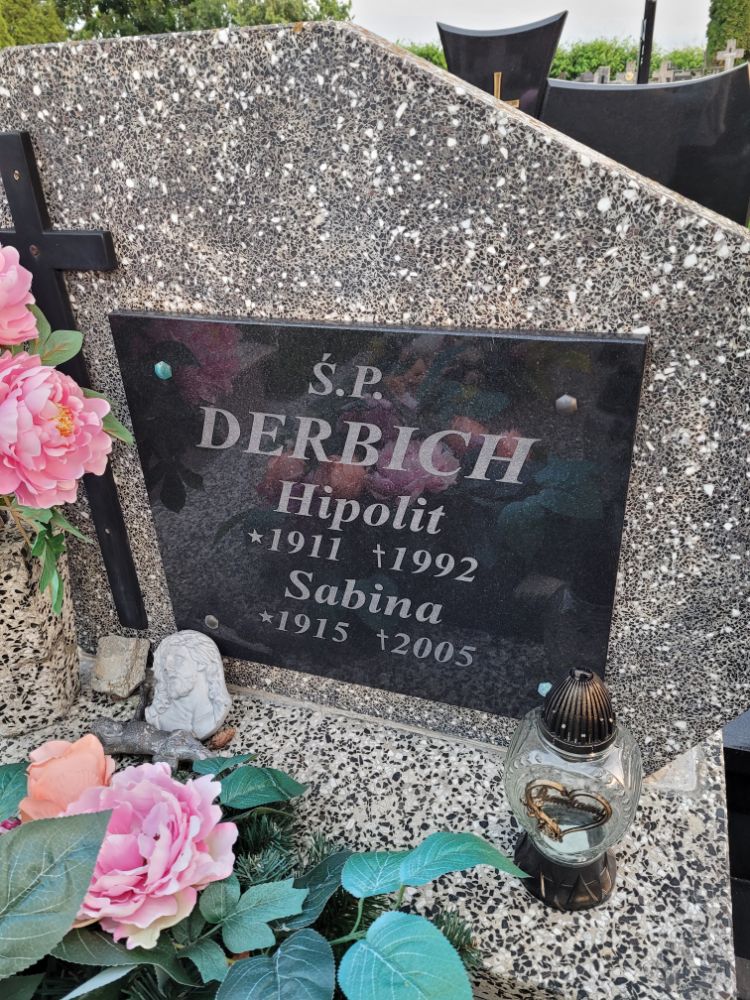 Ś.P.
DERBICH
Hipolit
*1911 †1992
Sabina
*1915 †2005